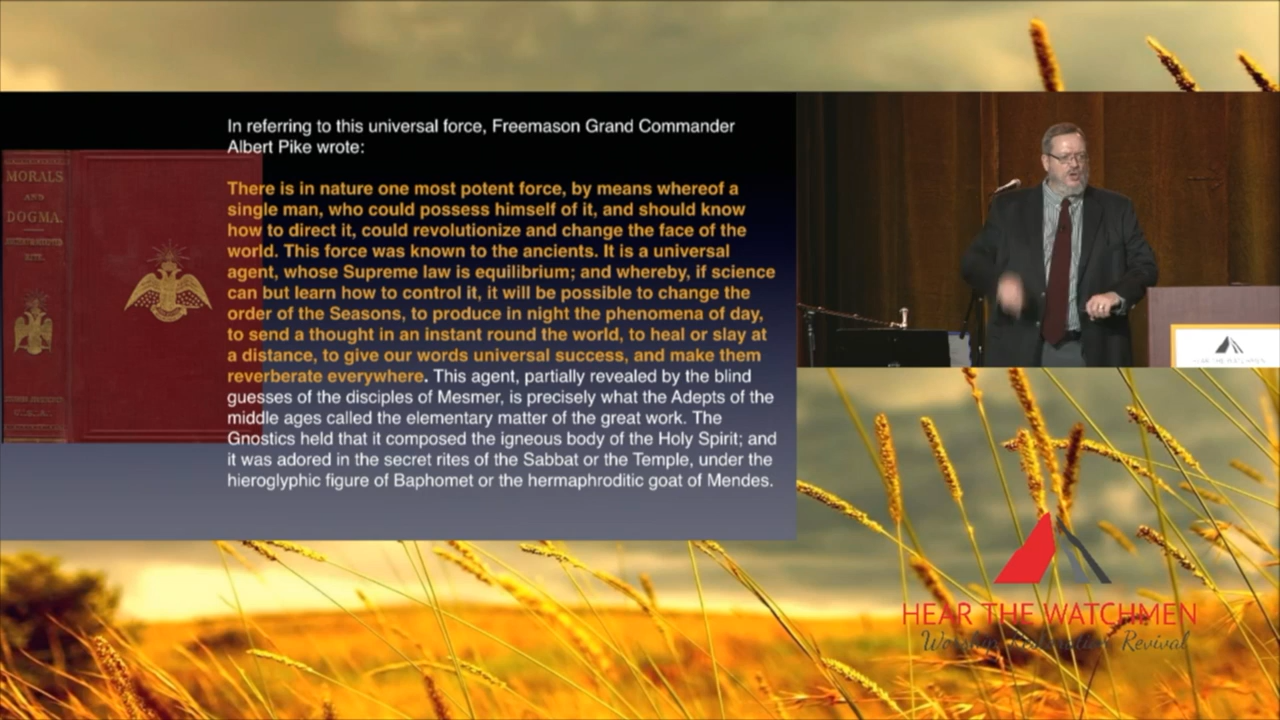 In referring to this universal force, Freemason Grand Commander
Albert Pike wrote:
There is in nature one most potent force, by means whereof a
single man, who could possess himself of it, and should know
how to direct it, could revolutionize and change the face of the
world. This force was known to the ancients. It is a universal
agent, whose Supreme law is equilibrium; and whereby, if science
can but learn how to control it, it will be possible to change the
order of the Seasons, to produce in night the phenomena of day,
to send a thought in an instant round the world, to heal or slay at
a distance, to give our words universal success, and make them
reverberate everywhere. This agent, partially revealed by the blind
guesses of the disciples of Mesmer, is precisely what the Adepts of the
middle ages called the elementary matter of the great work. The
Gnostics held that it composed the igneous body of the Holy Spirit; and
it was adored in the secret rites of the Sabbat or the Temple, under the
hieroglyphic figure of Baphomet or the hermaphroditic goat of Mendes.
MORALS
AND
DOGMA.
RITE.
HEAR THE WATCHMEN
HEAR THE WATCHMEN
Worship Restoration Revival